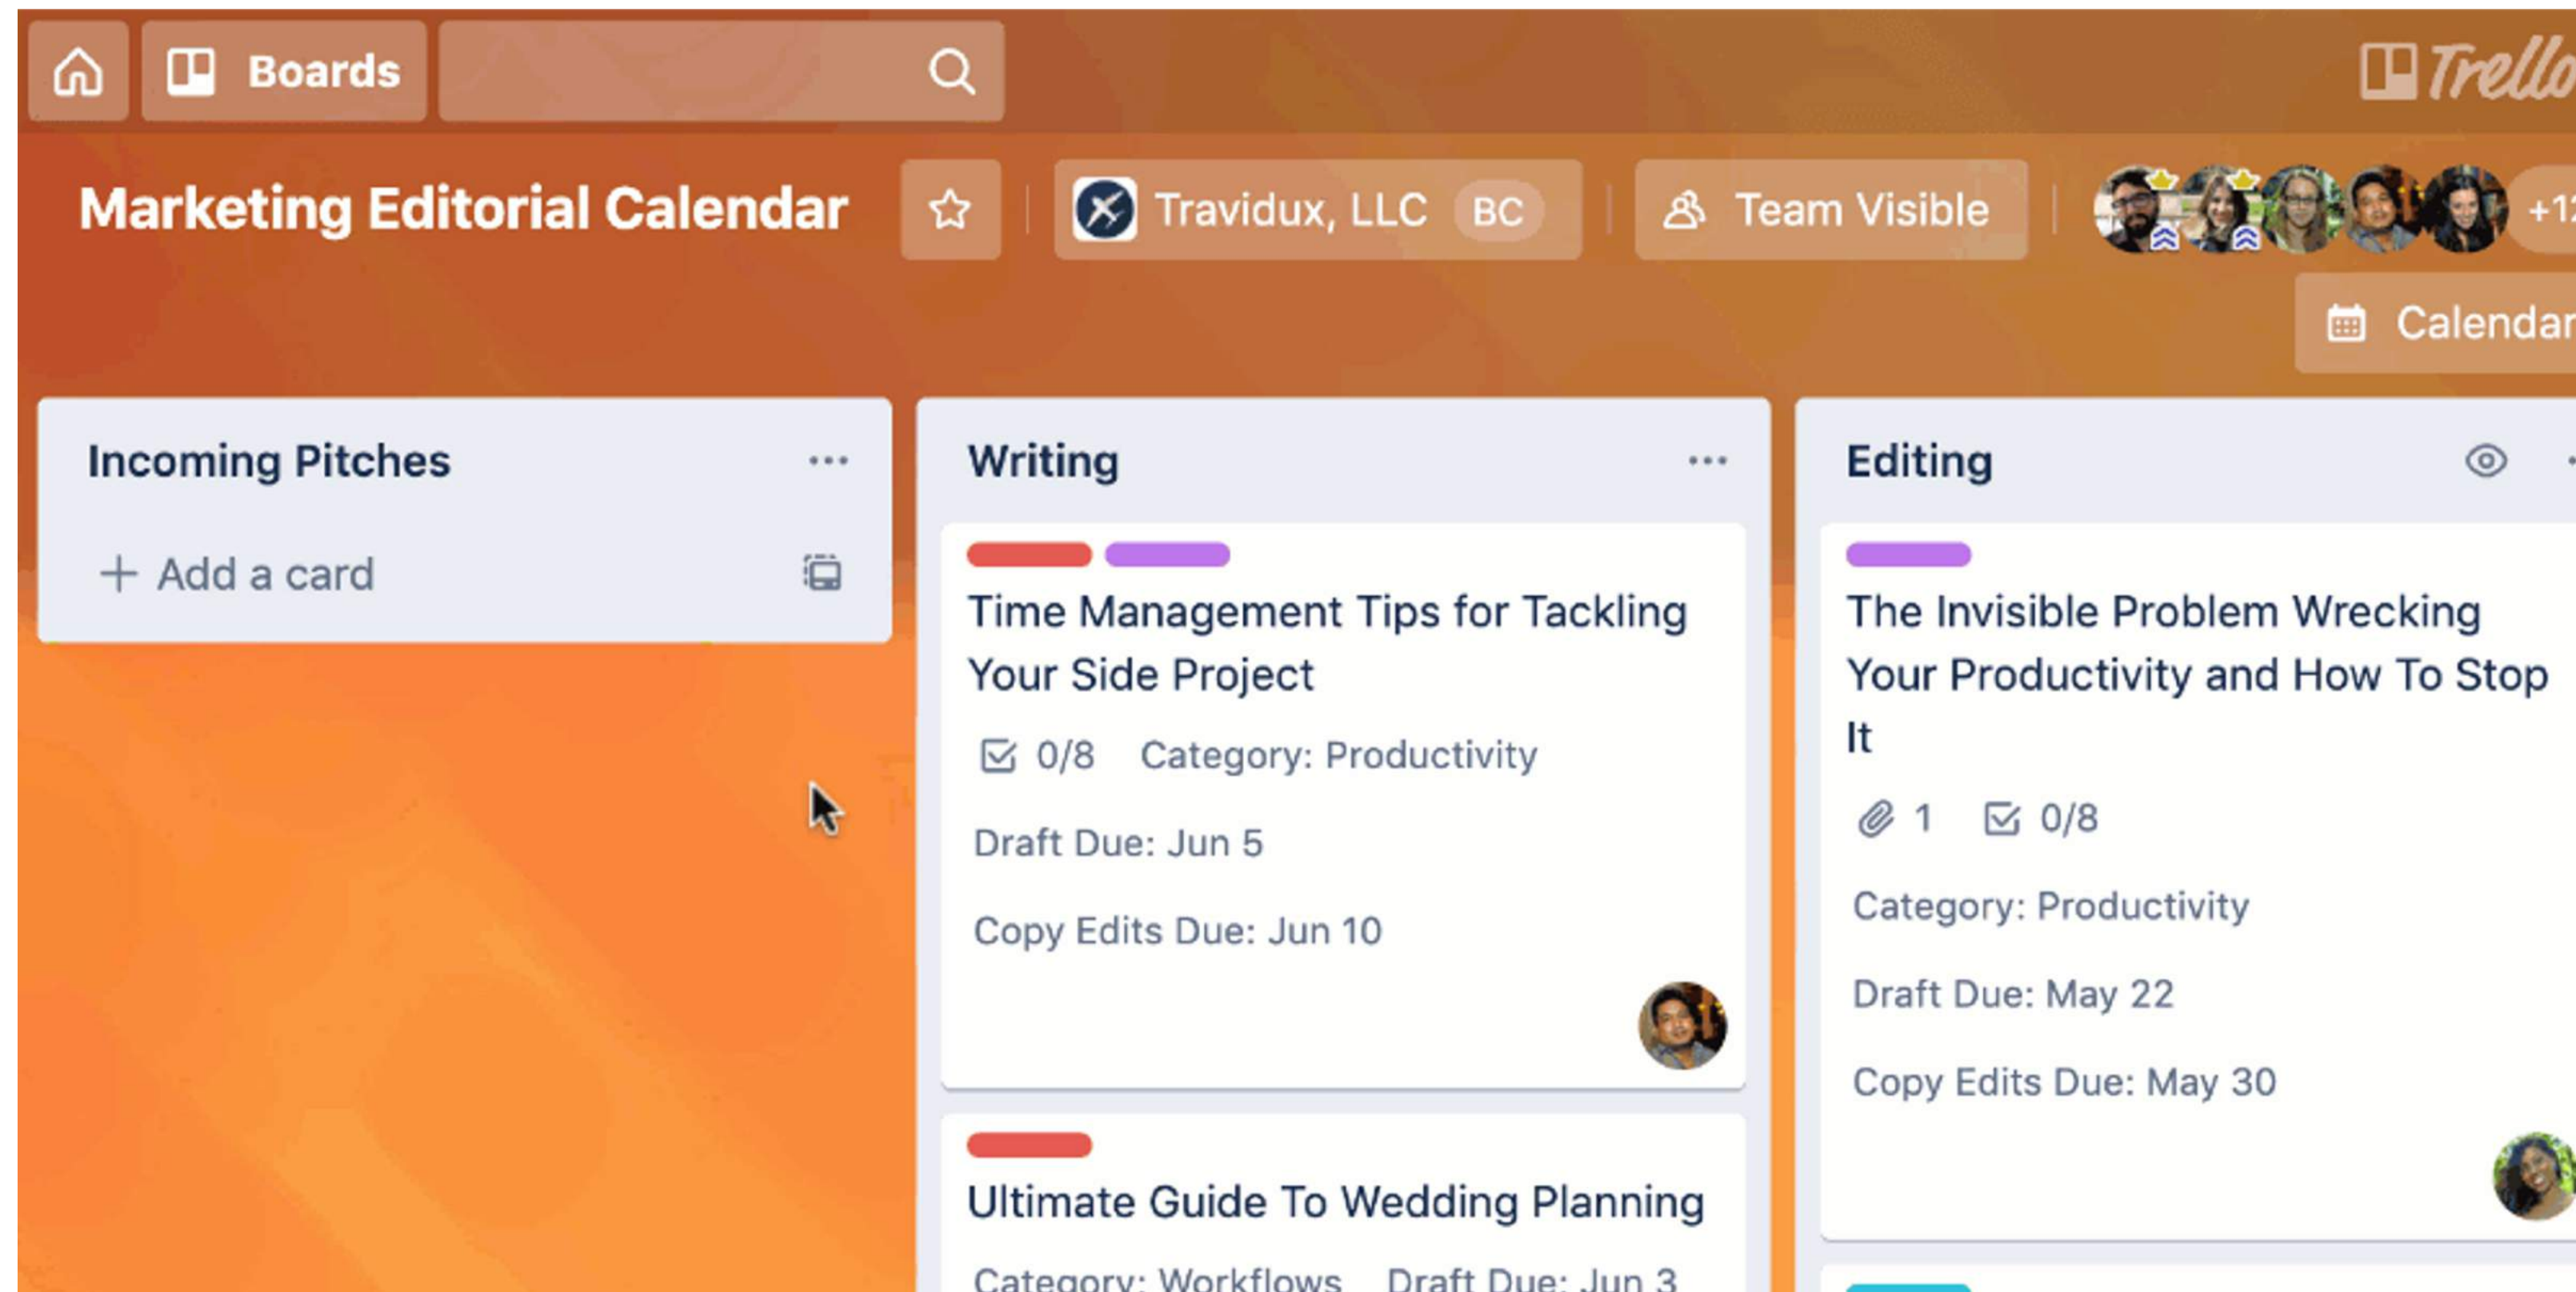 Boards
Trello
Marketing Editorial Calendar
Travidux, LLC BC
Team Visible
Calendar
Incoming Pitches
Add a card
Writing
Time Management Tips for Tackling
Your Side Project
0/8 Category: Productivity
Draft Due: Jun 5
Copy Edits Due: Jun 10
Ultimate Guide To Wedding Planning
Category: Workflows Draft Due: Jun 3
Editing
The Invisible Problem Wrecking
Your Productivity and How To Stop
It
1 0/8
Category: Productivity
Draft Due: May 22
Copy Edits Due: May 30